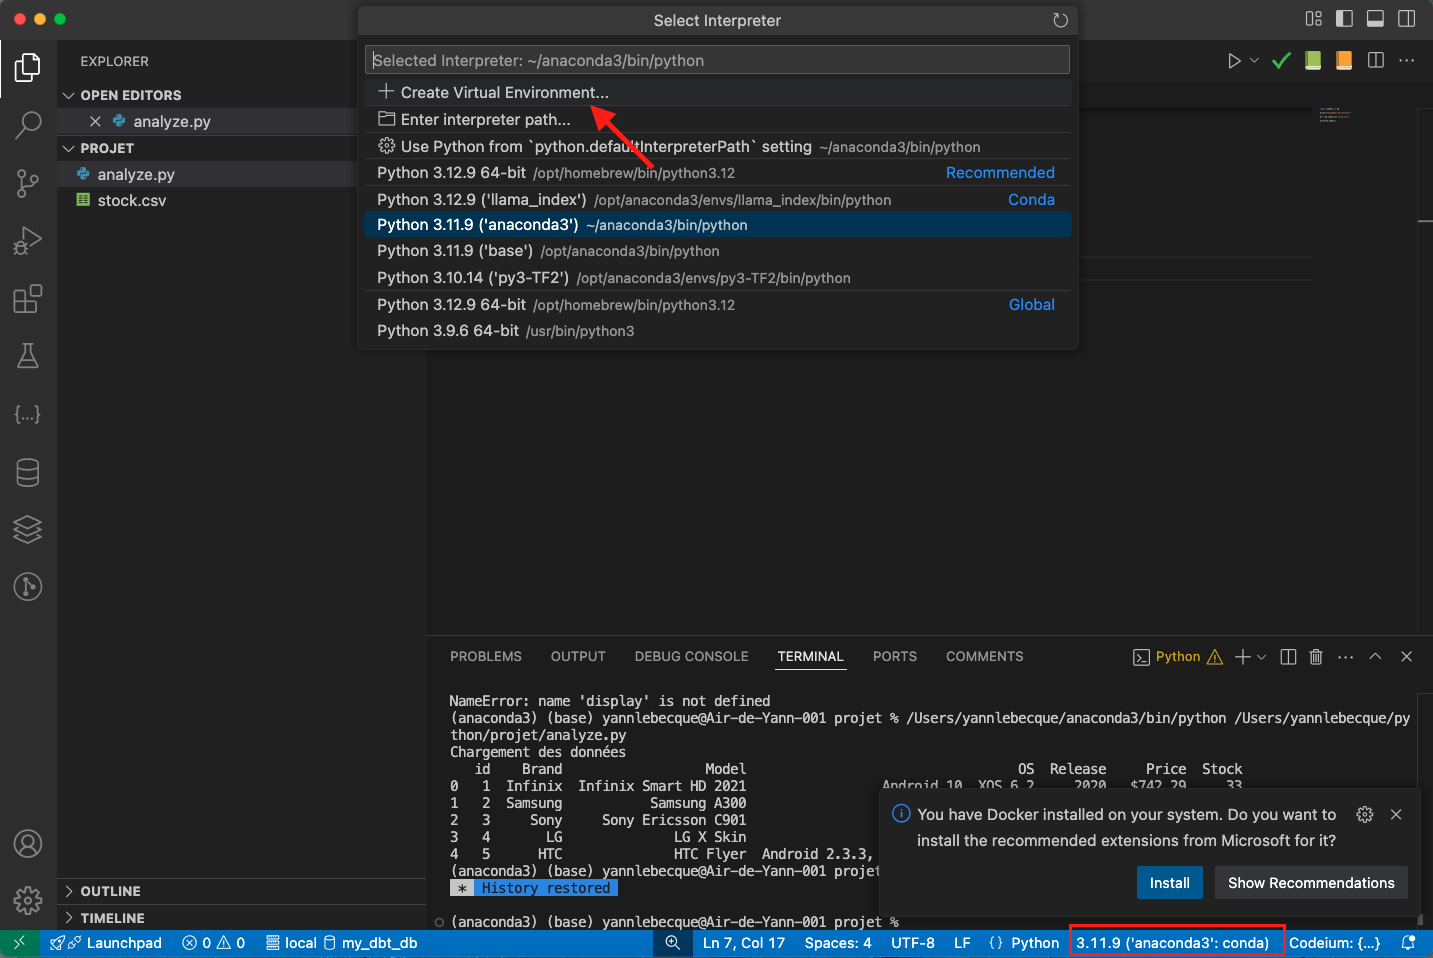 Select Interpreter
Selected Interpreter: ~/anaconda3/bin/python
Create Virtual Environment...
Enter interpreter path...
Use Python from `python.defaultInterpreterPath` setting ~/anaconda3/bin/python
Python 3.12.9 64-bit /opt/homebrew/bin/python3.12 Recommended
Python 3.12.9 ('llama_index') /opt/anaconda3/envs/llama_index/bin/python Conda
Python 3.11.9 ('anaconda3') ~/anaconda3/bin/python
Python 3.11.9 ('base') /opt/anaconda3/bin/python
Python 3.10.14 ('py3-TF2') /opt/anaconda3/envs/py3-TF2/bin/python
Python 3.12.9 64-bit /opt/homebrew/bin/python3.12 Global
Python 3.9.6 64-bit /usr/bin/python3
EXPLORER
OPEN EDITORS
analyze.py
PROJET
analyze.py
stock.csv
OUTLINE
TIMELINE
PROBLEMS OUTPUT DEBUG CONSOLE TERMINAL PORTS COMMENTS
Python
NameError: name 'display' is not defined
(anaconda3) (base) yannlebecque@Air-de-Yann-001 projet % /Users/yannlebecque/anaconda3/bin/python /Users/yannlebecque/py
thon/projet/analyze.py
Chargement des données
id Brand Model OS Release Price Stock
0 1 Infinix Infinix Smart HD 2021 Android 10, XOS 6.2 2020 $742.29 33
1 2 Samsung Samsung A300
2 3 Sony Sony Ericsson C901
3 4 LG LG X Skin
4 5 HTC HTC Flyer Android 2.3.3,
(anaconda3) (base) yannlebecque@Air-de-Yann-001 projet
* History restored
(anaconda3) (base) yannlebecque@Air-de-Yann-001 projet %
You have Docker installed on your system. Do you want to
install the recommended extensions from Microsoft for it?
Install Show Recommendations
Launchpad 0 0 local my_dbt_db Ln 7, Col 17 Spaces: 4 UTF-8 LF {} Python 3.11.9 ('anaconda3': conda) Codeium: {...}